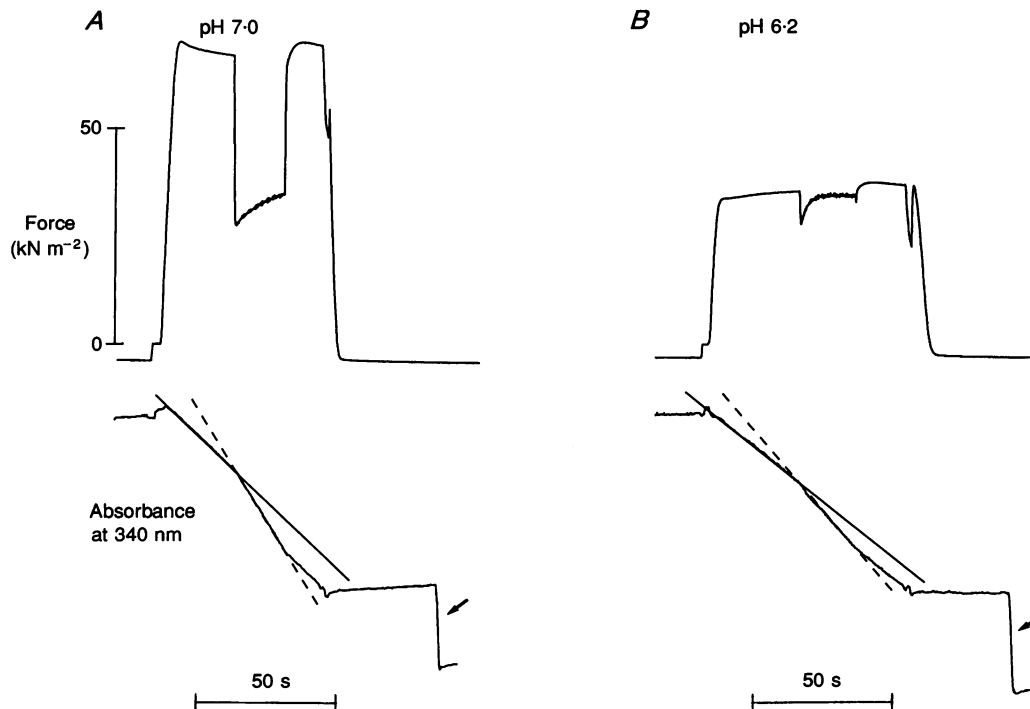 A
pH 7·0
B
pH 6·2
50
Force
(kN m⁻²)
0
Absorbance
at 340 nm
50 s
50 s